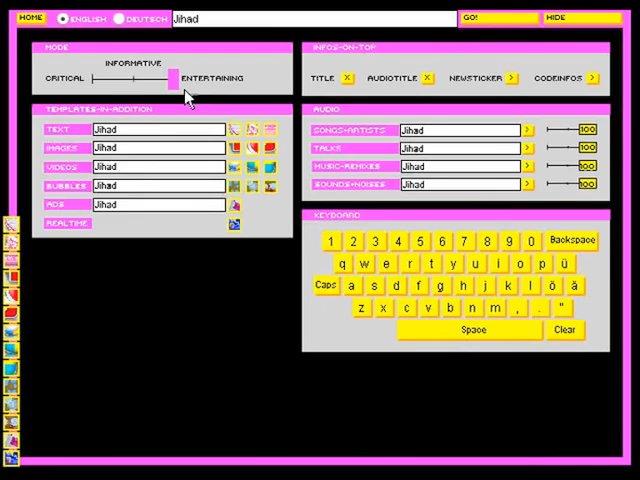 HOME ENGLISH DEUTSCH Jihad GO! HIDE
MODE
INFORMATIVE
CRITICAL ENTERTAINING
INFOS-ON-TOP
TITLE X AUDIOTITLE X NEWSTICKER > CODEINFOS >
TEMPLATES-IN-ADDITION
TEXT Jihad
IMAGES Jihad
VIDEOS Jihad
BUBBLES Jihad
ADS Jihad
REALTIME
AUDIO
SONGS+ARTISTS Jihad > 100
TALKS Jihad > 100
MUSIC-REMIXES Jihad > 100
SOUNDS+NOISES Jihad > 100
KEYBOARD
1 2 3 4 5 6 7 8 9 0 Backspace
q w e r t y u i o p ü
Caps a s d f g h j k l ö ä
z x c v b n m , . "
Space Clear